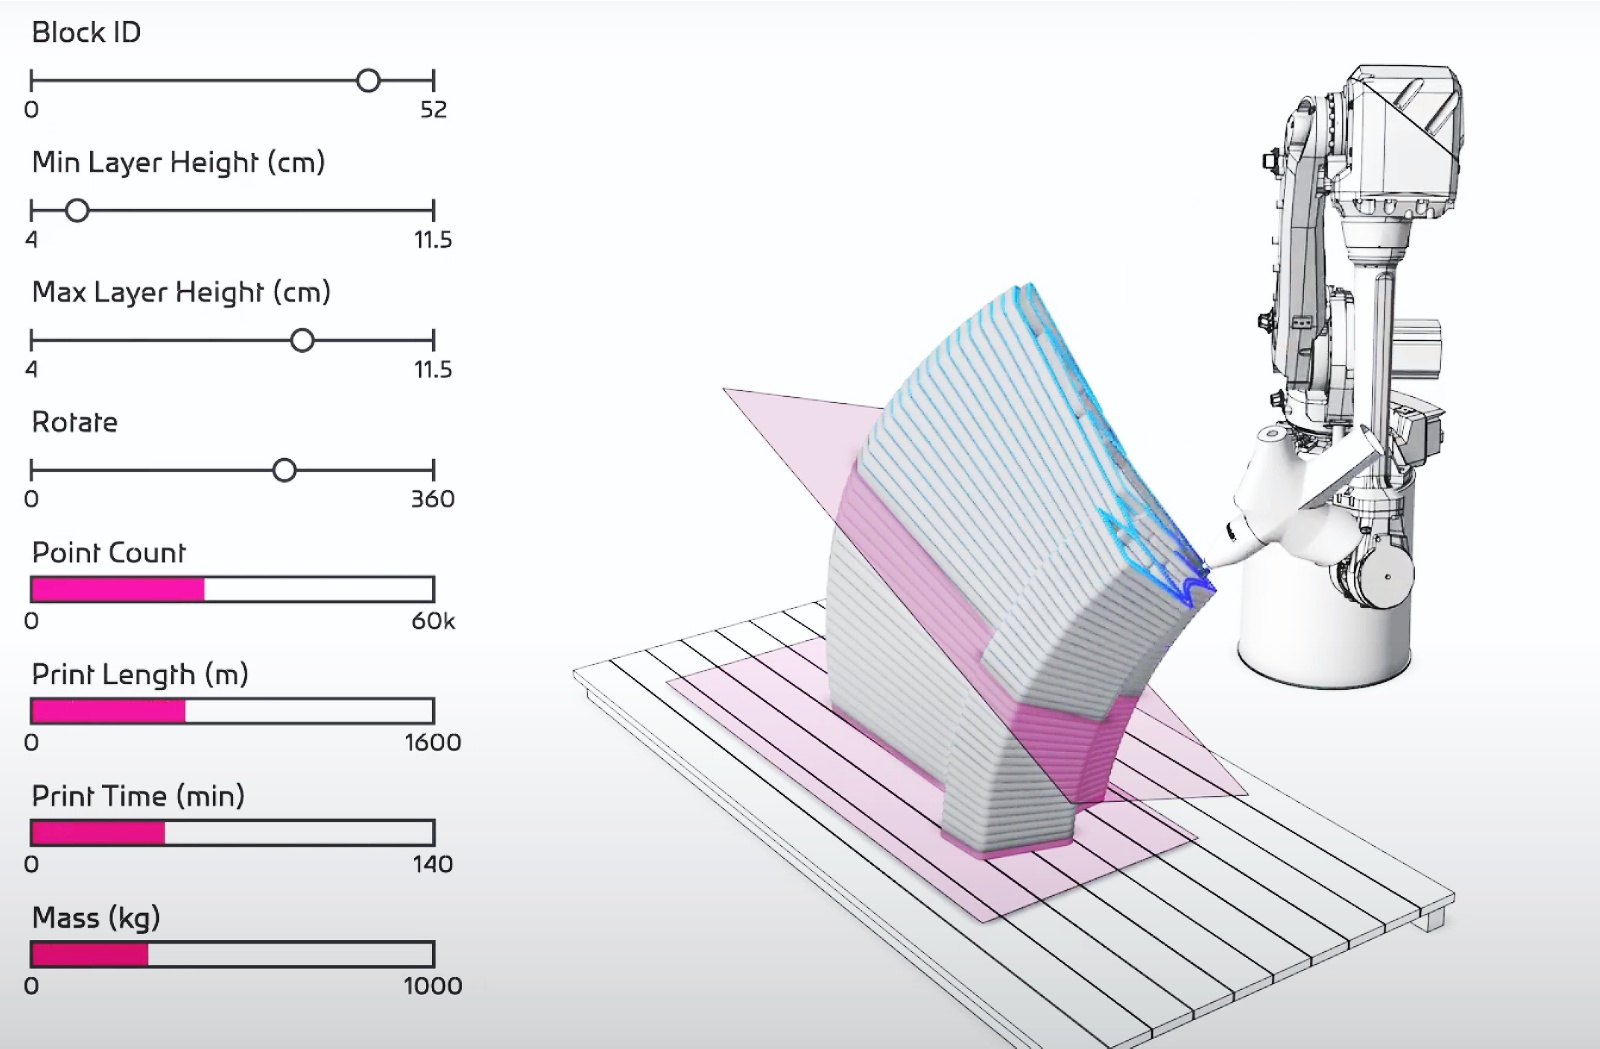 Block ID
0 52
Min Layer Height (cm)
4 11.5
Max Layer Height (cm)
4 11.5
Rotate
0 360
Point Count
0 60k
Print Length (m)
0 1600
Print Time (min)
0 140
Mass (kg)
0 1000